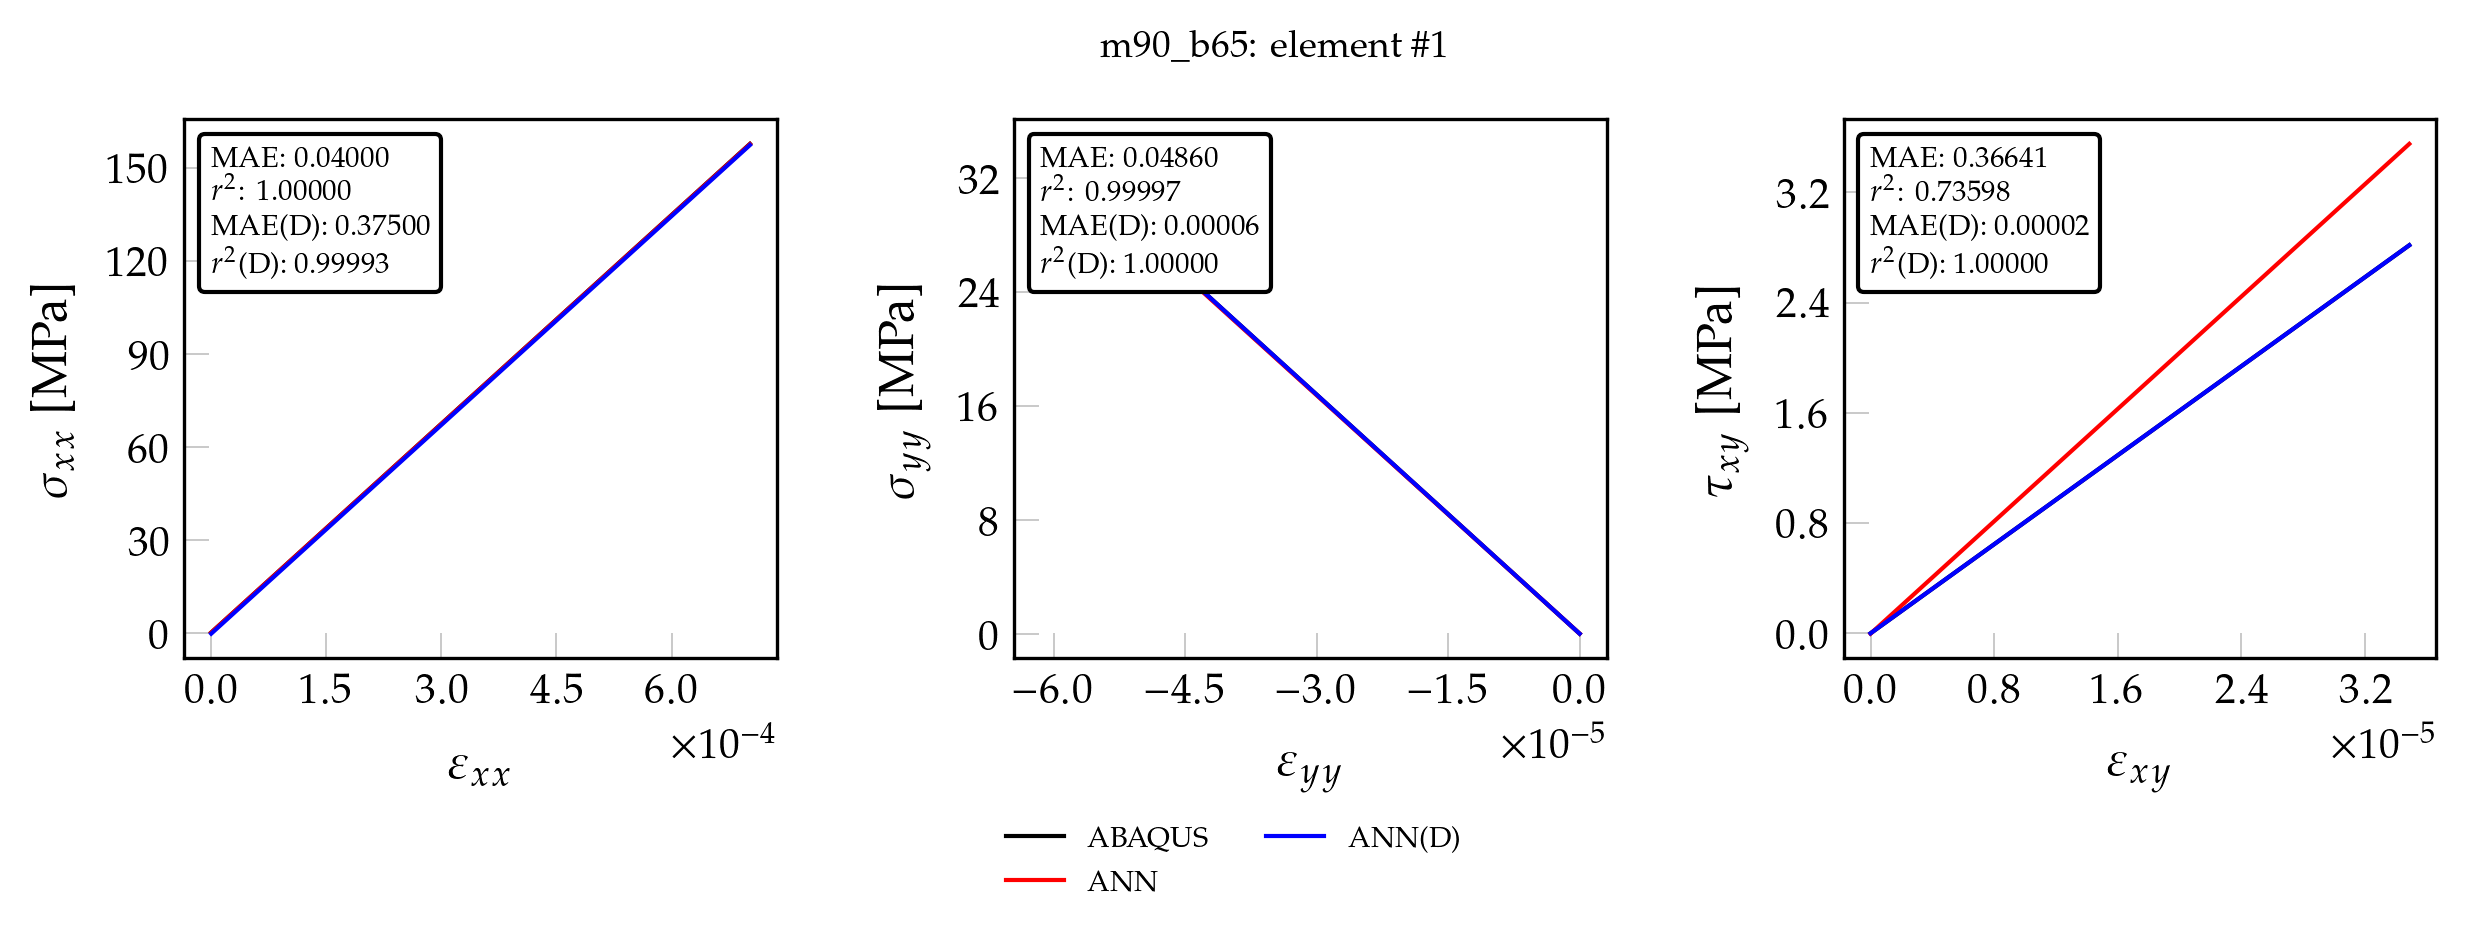 m90_b65: element #1
MAE: 0.04000
r²: 1.00000
MAE(D): 0.37500
r²(D): 0.99993
150
120
90
60
30
0
σxx [MPa]
0.0 1.5 3.0 4.5 6.0
×10⁻⁴
εxx
MAE: 0.04860
r²: 0.99997
MAE(D): 0.00006
r²(D): 1.00000
32
24
16
8
0
σyy [MPa]
−6.0 −4.5 −3.0 −1.5 0.0
×10⁻⁵
εyy
MAE: 0.36641
r²: 0.73598
MAE(D): 0.00002
r²(D): 1.00000
3.2
2.4
1.6
0.8
0.0
τxy [MPa]
0.0 0.8 1.6 2.4 3.2
×10⁻⁵
εxy
ABAQUS
ANN
ANN(D)